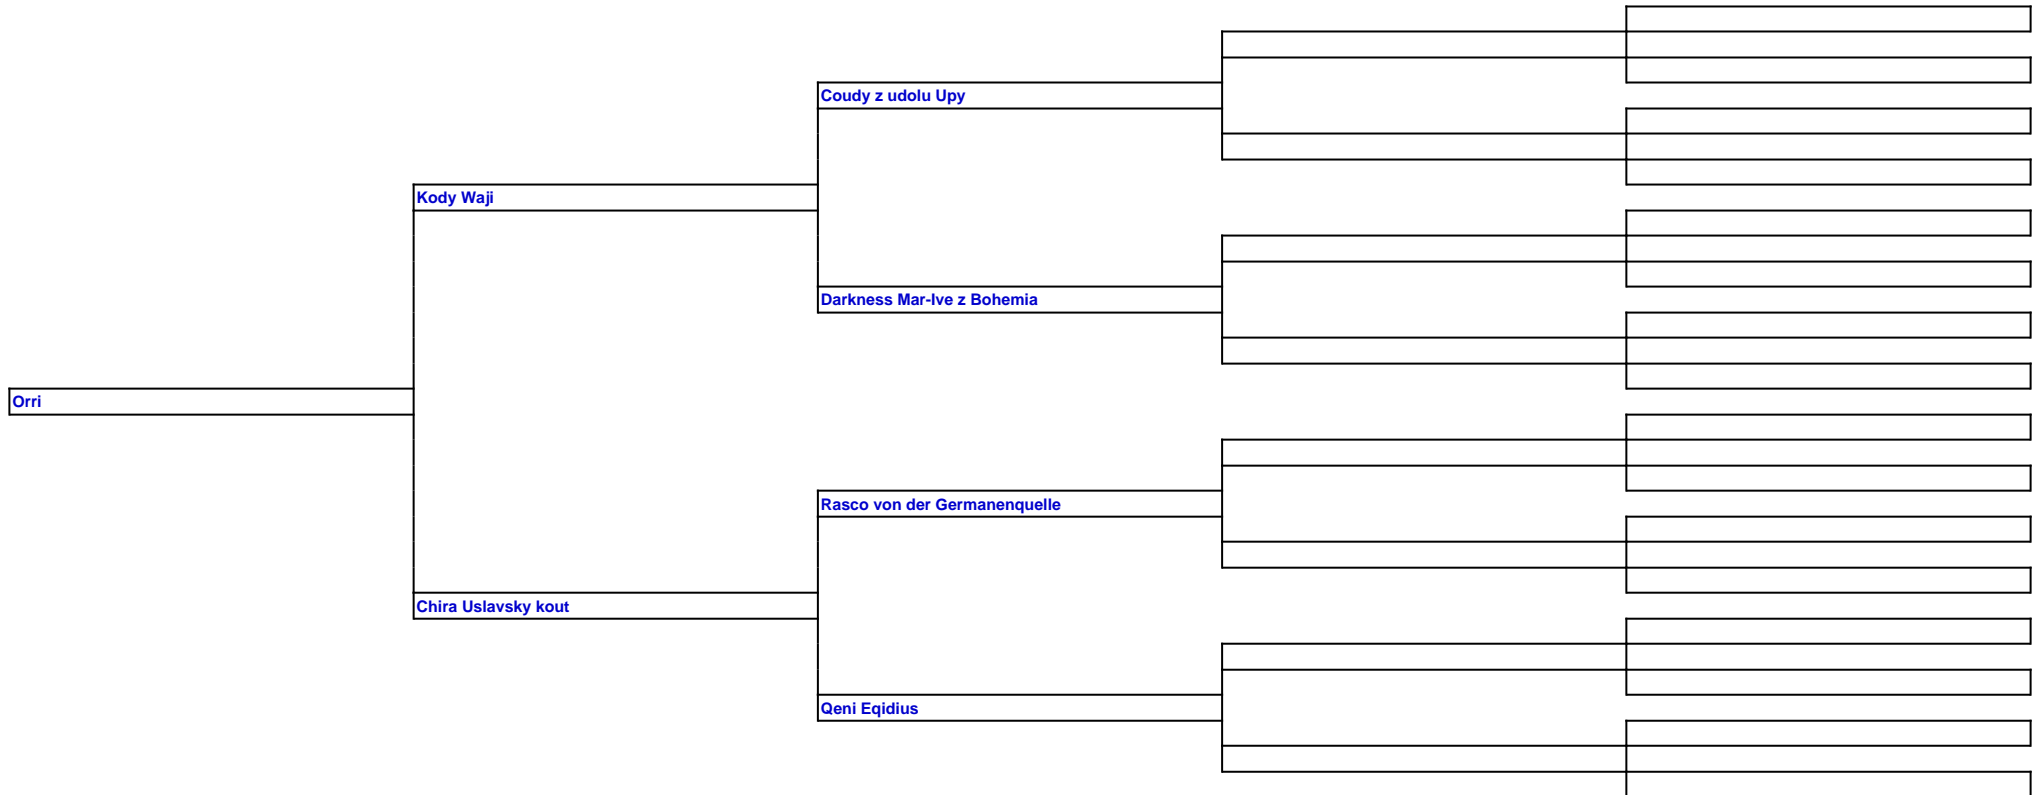 Coudy z udolu Upy
Kody Waji
Darkness Mar-Ive z Bohemia
Orri
Rasco von der Germanenquelle
Chira Uslavsky kout
Qeni Eqidius